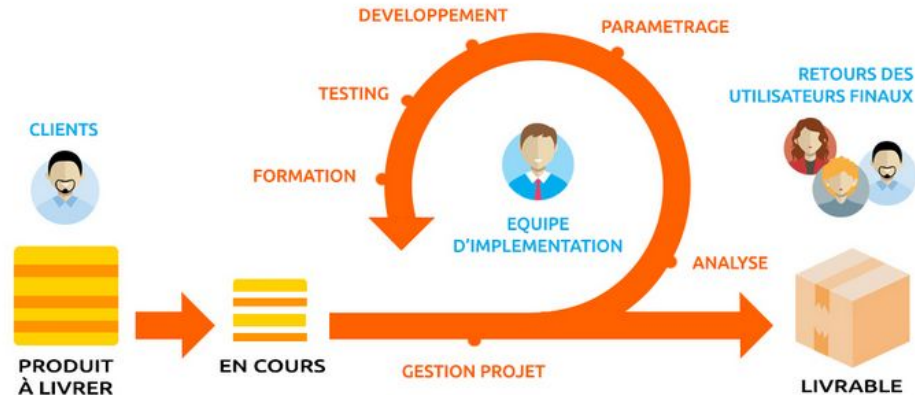 DEVELOPPEMENT
PARAMETRAGE
TESTING
RETOURS DES
UTILISATEURS FINAUX
CLIENTS
FORMATION
EQUIPE
D'IMPLEMENTATION
ANALYSE
PRODUIT
À LIVRER
EN COURS
GESTION PROJET
LIVRABLE